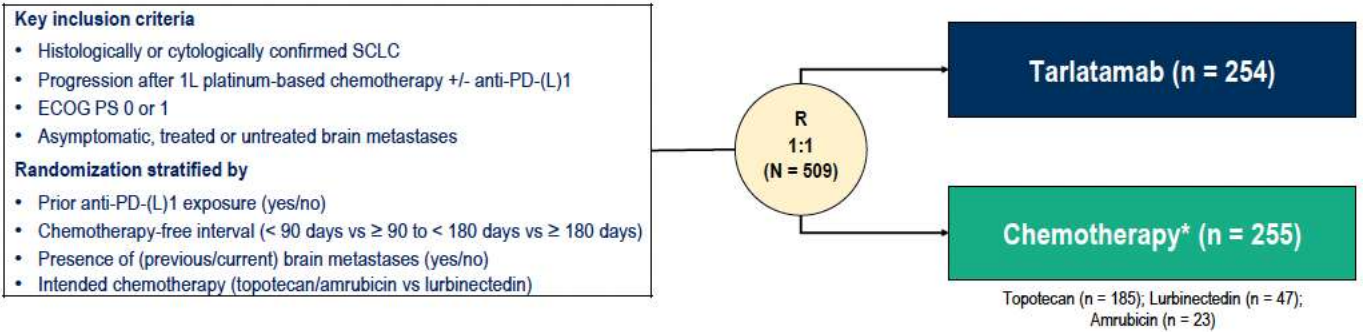 Key inclusion criteria
• Histologically or cytologically confirmed SCLC
• Progression after 1L platinum-based chemotherapy +/- anti-PD-(L)1
• ECOG PS 0 or 1
• Asymptomatic, treated or untreated brain metastases
Randomization stratified by
• Prior anti-PD-(L)1 exposure (yes/no)
• Chemotherapy-free interval (< 90 days vs ≥ 90 to < 180 days vs ≥ 180 days)
• Presence of (previous/current) brain metastases (yes/no)
• Intended chemotherapy (topotecan/amrubicin vs lurbinectedin)
R
1:1
(N = 509)
Tarlatamab (n = 254)
Chemotherapy* (n = 255)
Topotecan (n = 185); Lurbinectedin (n = 47);
Amrubicin (n = 23)